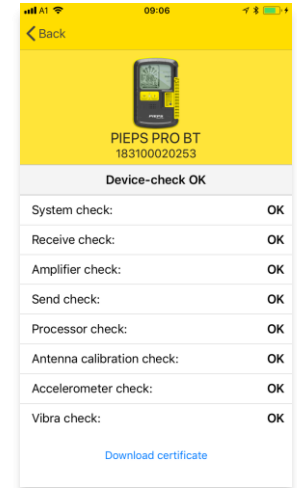 A1 09:06
Back
PIEPS
PIEPS PRO BT
183100020253
Device-check OK
System check: OK
Receive check: OK
Amplifier check: OK
Send check: OK
Processor check: OK
Antenna calibration check: OK
Accelerometer check: OK
Vibra check: OK
Download certificate